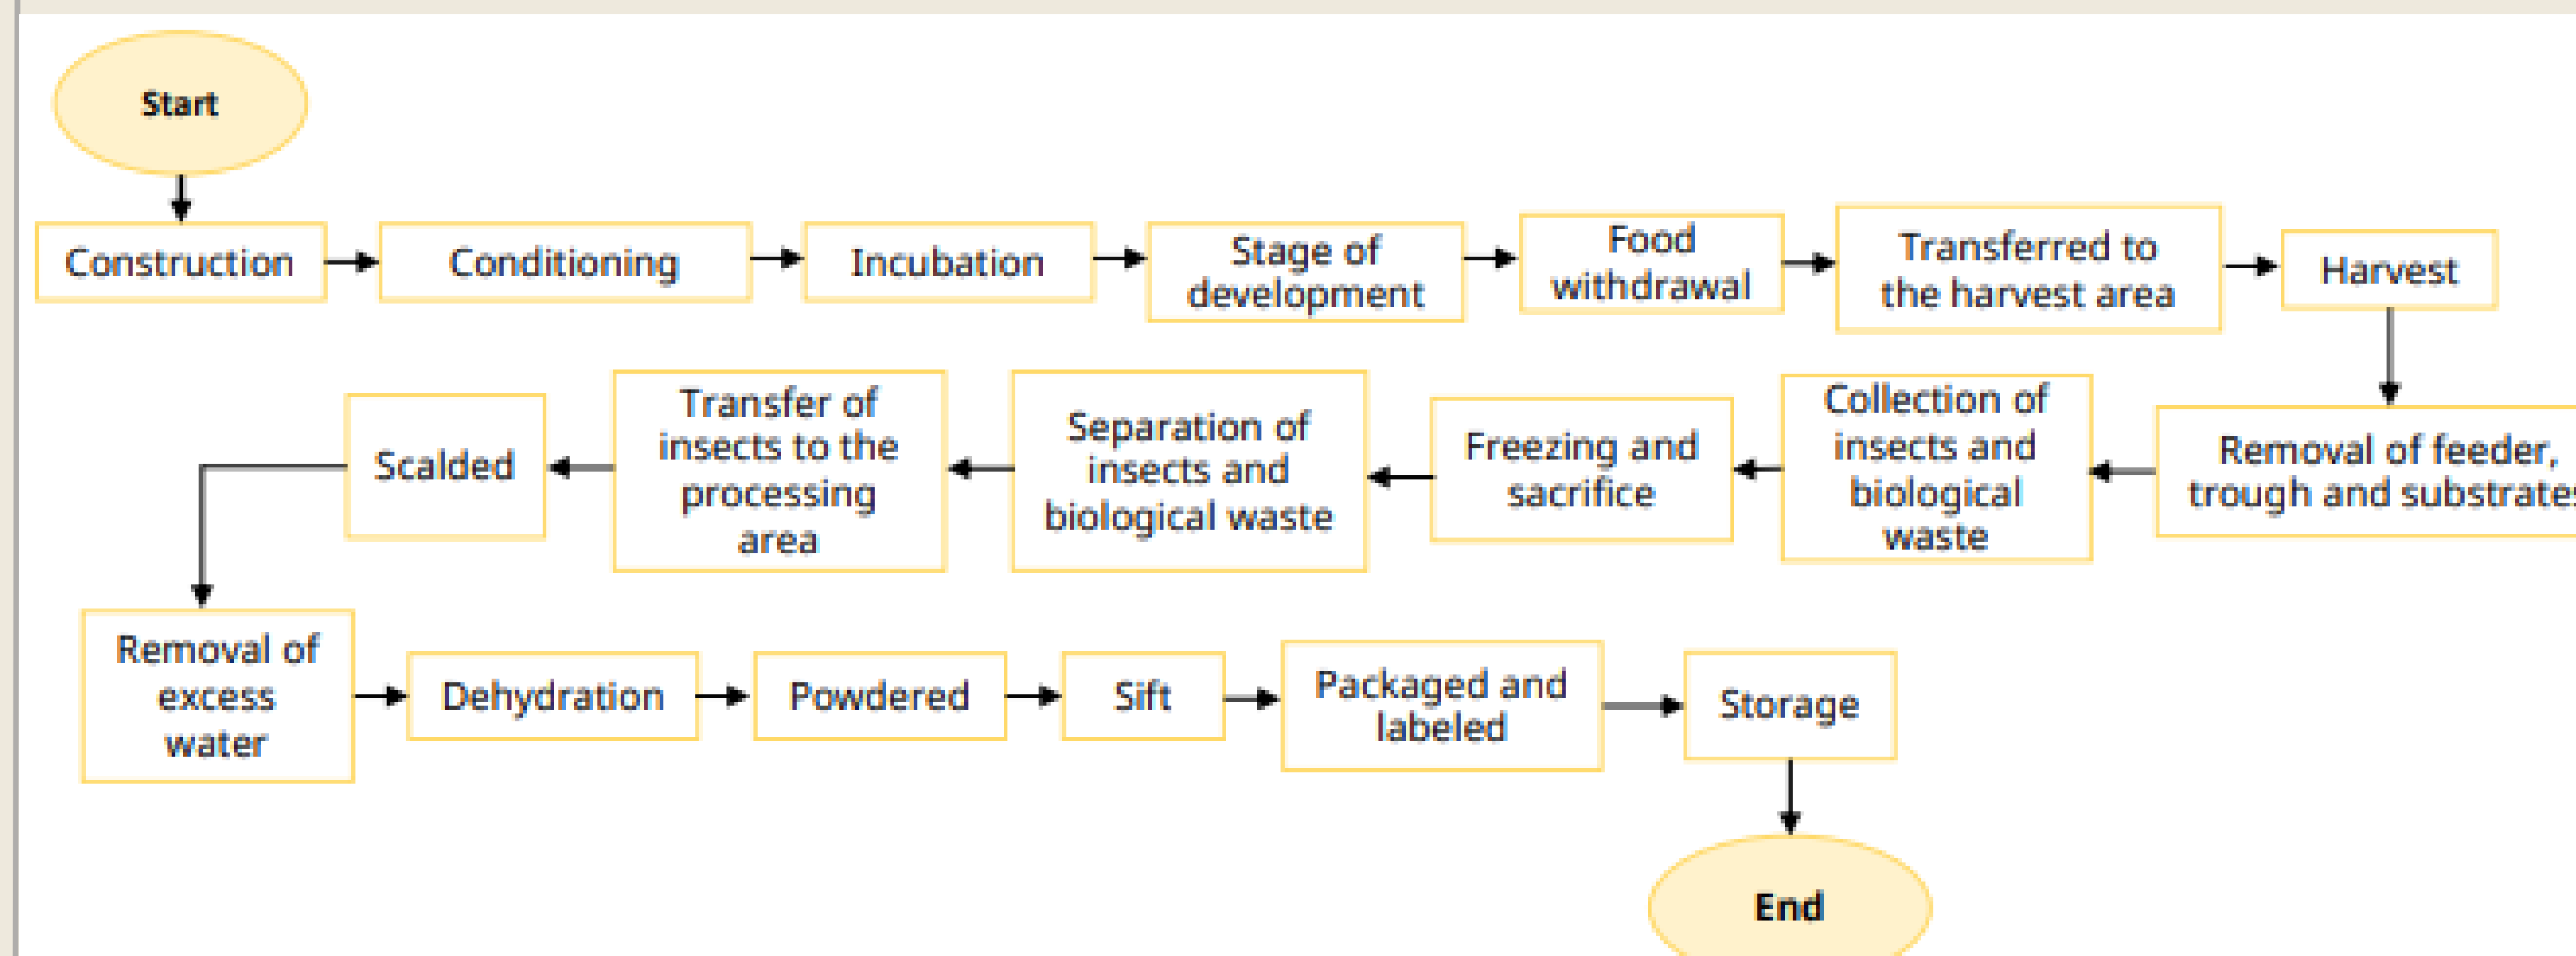 Start
Construction
Conditioning
Incubation
Stage of
development
Food
withdrawal
Transferred to
the harvest area
Harvest
Removal of feeder,
trough and substrates
Collection of
insects and
biological
waste
Freezing and
sacrifice
Separation of
insects and
biological waste
Transfer of
insects to the
processing
area
Scalded
Removal of
excess
water
Dehydration
Powdered
Sift
Packaged and
labeled
Storage
End